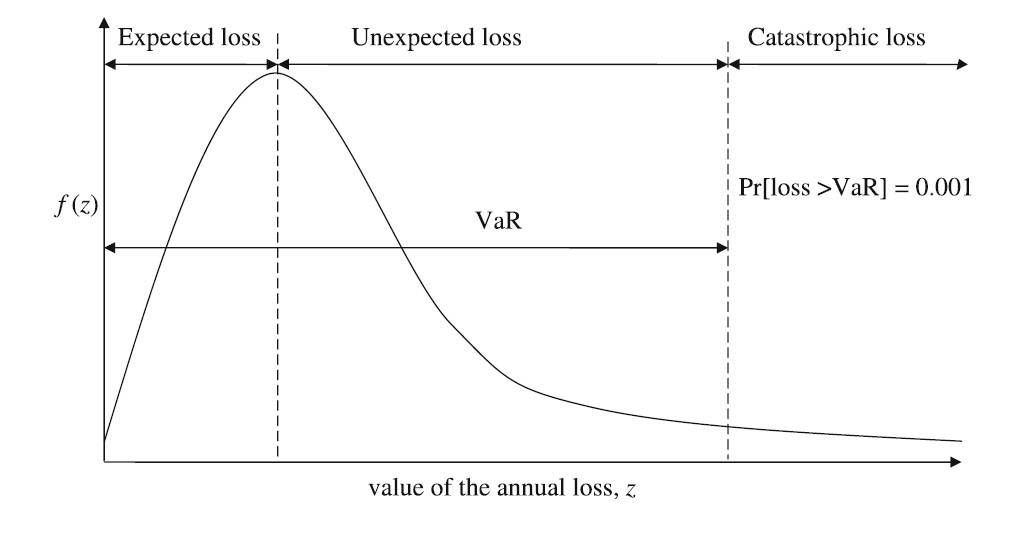 Expected loss
Unexpected loss
Catastrophic loss
Pr[loss >VaR] = 0.001
f (z)
VaR
value of the annual loss, z